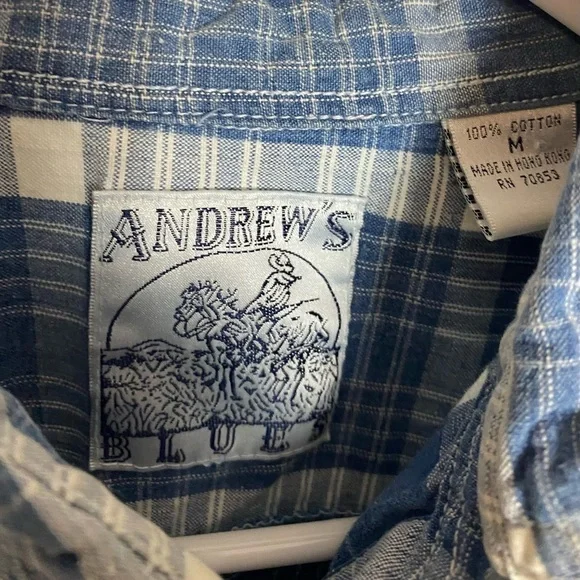 ANDREW'S
BLUES
100% COTTON
M
MADE IN HONG KONG
RN 70853